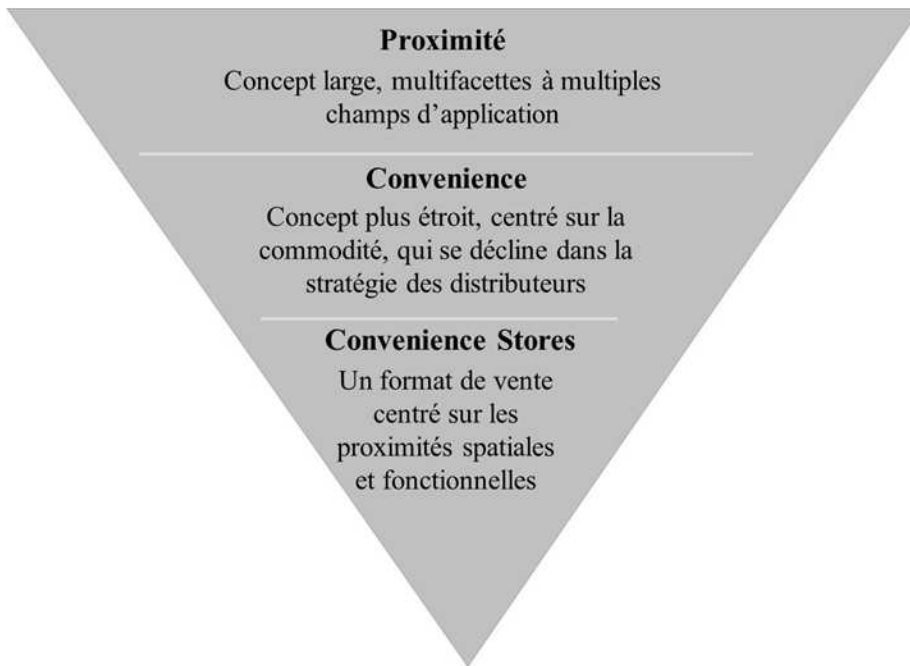 Proximité
Concept large, multifacettes à multiples
champs d’application
Convenience
Concept plus étroit, centré sur la
commodité, qui se décline dans la
stratégie des distributeurs
Convenience Stores
Un format de vente
centré sur les
proximités spatiales
et fonctionnelles